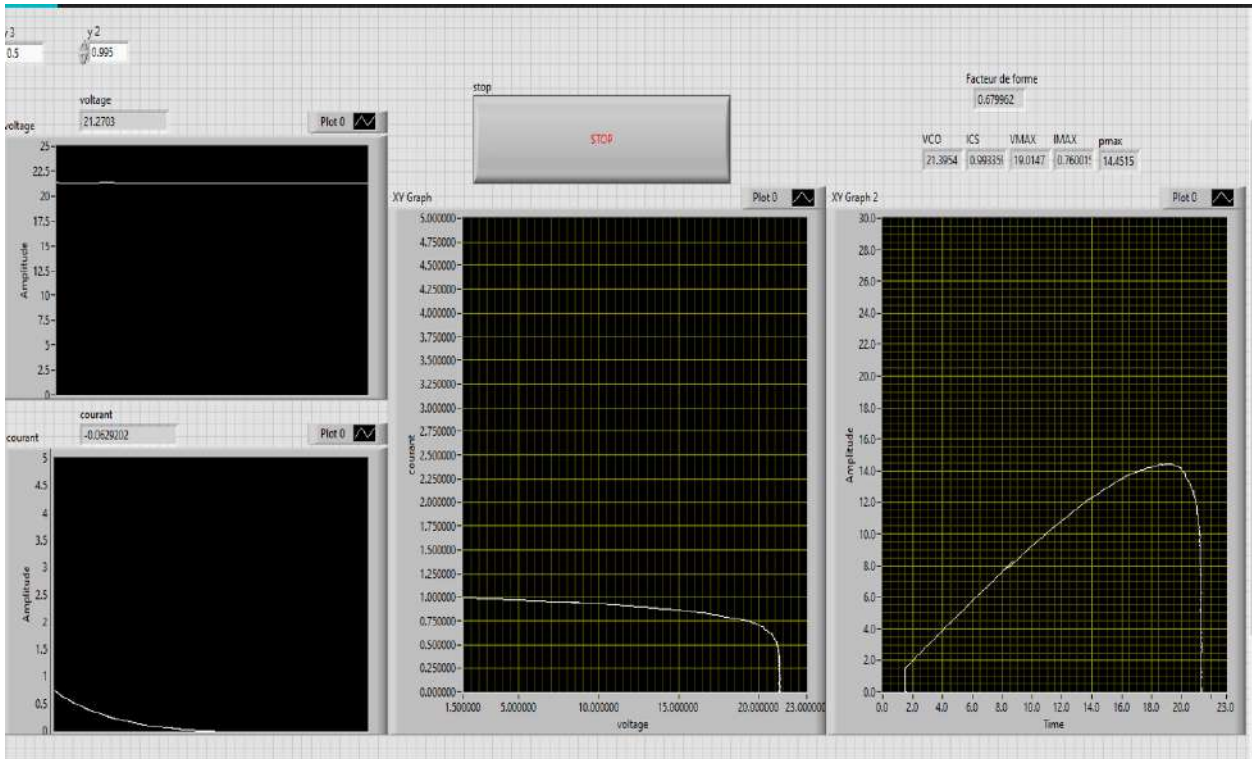 y 3
y 2
0.5
0.995
voltage
21.2703
voltage
Plot 0
Amplitude
25
22.5
20
17.5
15
12.5
10
7.5
5
2.5
0
courant
-0.0629202
courant
Plot 0
Amplitude
5
4.5
4
3.5
3
2.5
2
1.5
1
0.5
0
stop
STOP
Facteur de forme
0.679962
VCO ICS VMAX IMAX pmax
21.3954 0.993359 19.0147 0.760015 14.4515
XY Graph
Plot 0
courant
5.000000
4.750000
4.500000
4.250000
4.000000
3.750000
3.500000
3.250000
3.000000
2.750000
2.500000
2.250000
2.000000
1.750000
1.500000
1.250000
1.000000
0.750000
0.500000
0.250000
0.000000
1.500000 5.000000 10.000000 15.000000 20.000000 23.000000
voltage
XY Graph 2
Plot 0
Amplitude
30.0
26.0
22.0
18.0
16.0
14.0
12.0
10.0
8.0
6.0
4.0
2.0
0.0
0.0 2.0 4.0 6.0 8.0 10.0 12.0 14.0 16.0 18.0 20.0 23.0
Time